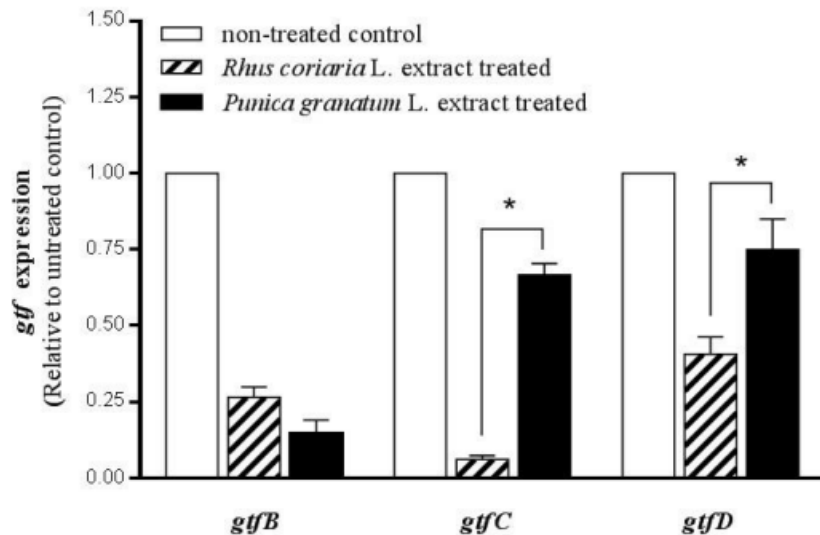 1.50
non-treated control
Rhus coriaria L. extract treated
1.25
Punica granatum L. extract treated
gtf expression
(Relative to untreated control)
1.00
*
*
0.75
0.50
0.25
0.00
gtfB gtfC gtfD